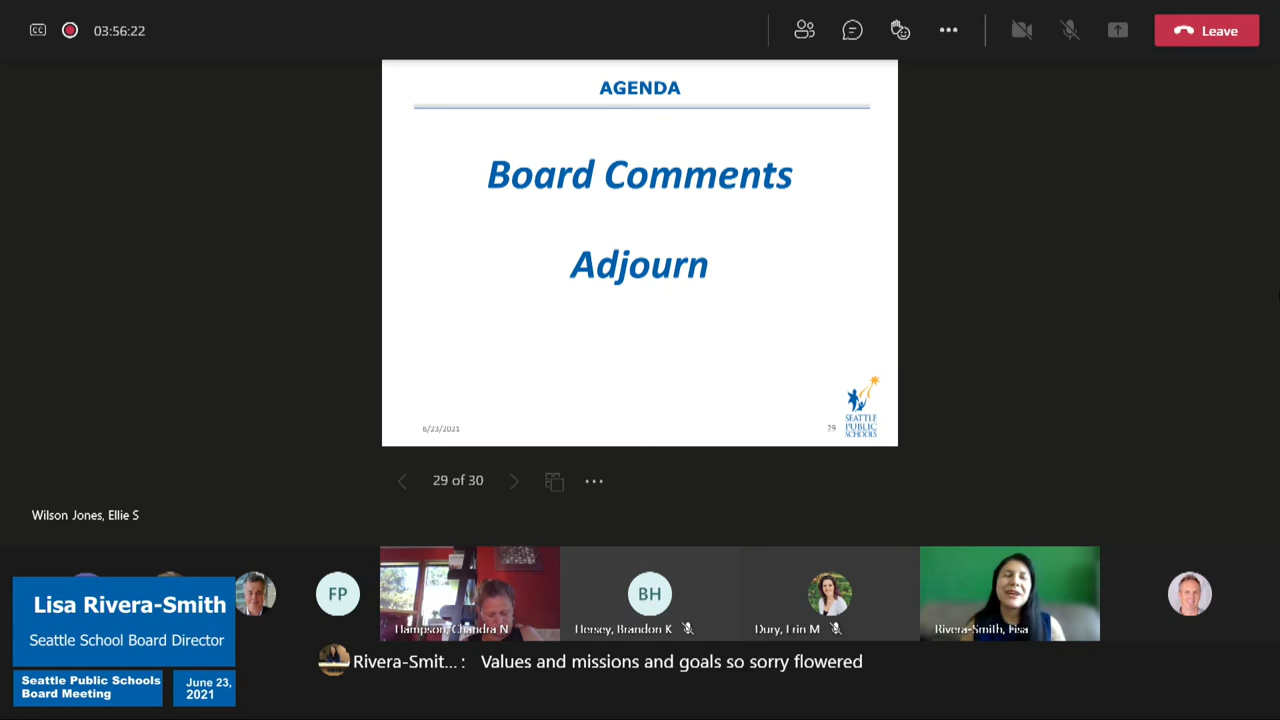 CC
03:56:22
Leave
AGENDA
Board Comments
Adjourn
6/23/2021
29
SEATTLE
PUBLIC
SCHOOLS
29 of 30
Wilson Jones, Ellie S
FP
BH
Hampson, Chandra N
Hersey, Brandon K
Dury, Erin M
Rivera-Smith, Lisa
Lisa Rivera-Smith
Seattle School Board Director
Rivera-Smit... : Values and missions and goals so sorry flowered
Seattle Public Schools
Board Meeting
June 23,
2021